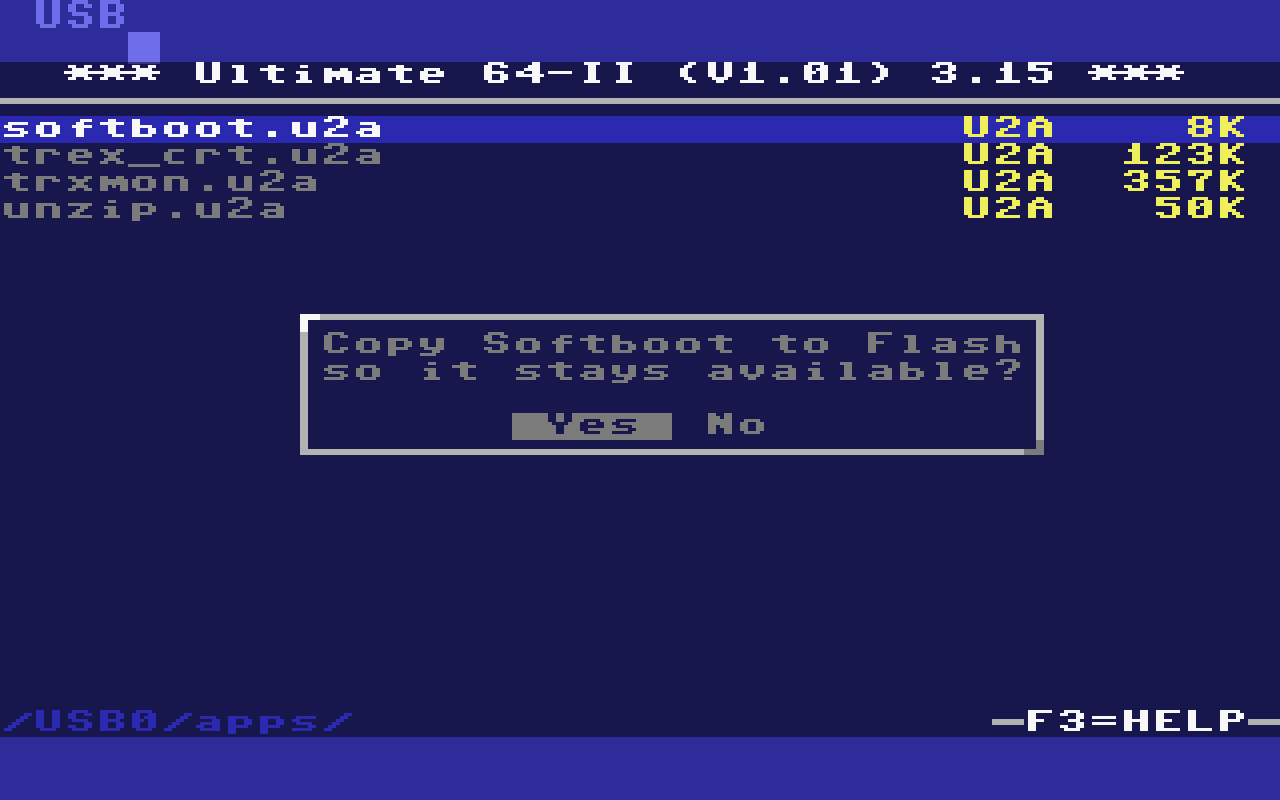 USB
*** Ultimate 64-II (V1.01) 3.15 ***
softboot.u2a U2A 8K
trex_crt.u2a U2A 123K
trxmon.u2a U2A 357K
unzip.u2a U2A 50K
Copy Softboot to Flash
so it stays available?
Yes No
/USB0/apps/ F3=HELP